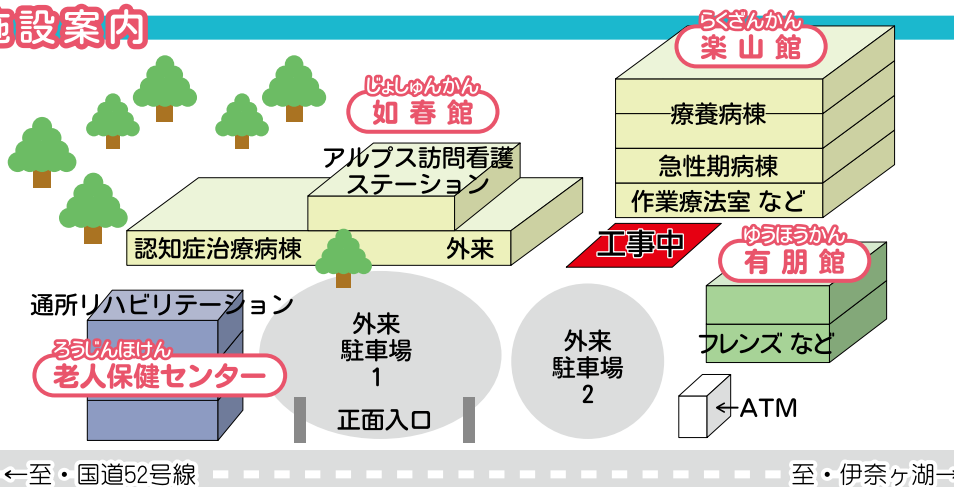 施設案内
らくざんかん
楽山館
療養病棟
急性期病棟
作業療法室 など
じょしゅんかん
如春館
アルプス訪問看護
ステーション
認知症治療病棟
外来
工事中
ゆうほうかん
有朋館
フレンズ など
通所リハビリテーション
ろうじんほけん
老人保健センター
外来
駐車場
1
外来
駐車場
2
正面入口
←ATM
←至・国道52号線
至・伊奈ヶ湖→